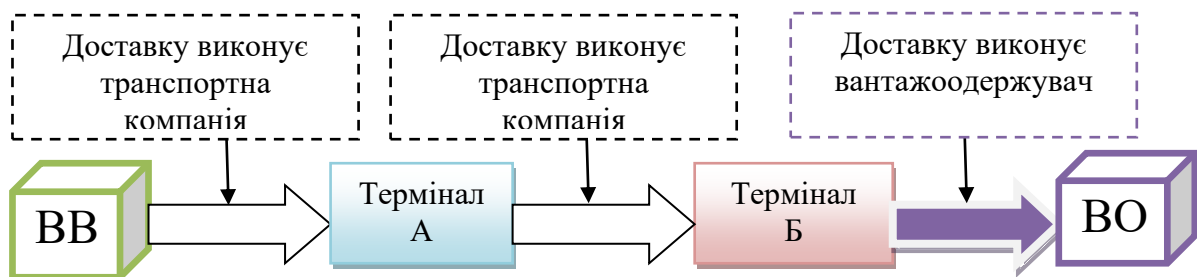 Доставку виконує
транспортна
компанія
Доставку виконує
транспортна
компанія
Доставку виконує
вантажоодержувач
ВВ
Термінал
А
Термінал
Б
ВО